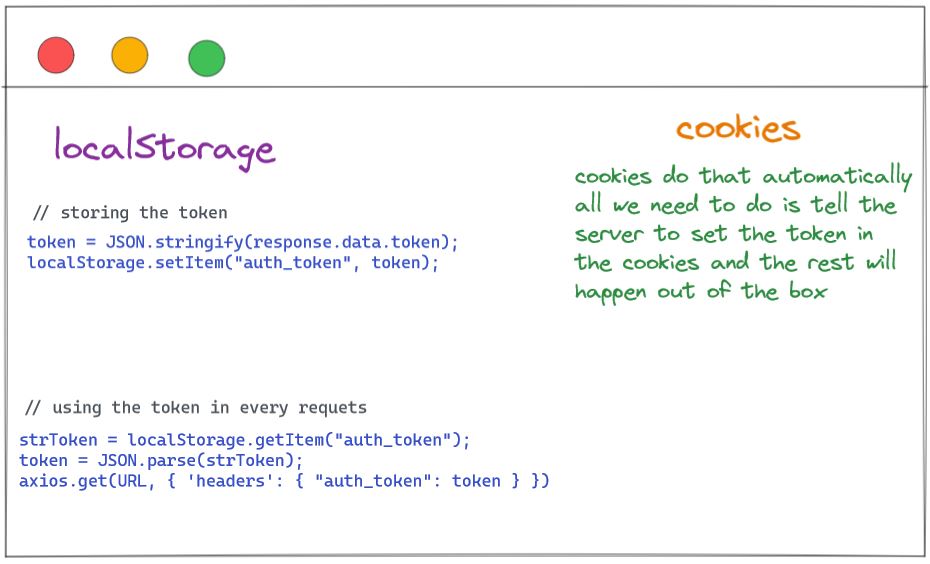 localStorage
// storing the token
token = JSON.stringify(response.data.token);
localStorage.setItem("auth_token", token);
// using the token in every requets
strToken = localStorage.getItem("auth_token");
token = JSON.parse(strToken);
axios.get(URL, { 'headers': { "auth_token": token } })
cookies
cookies do that automatically
all we need to do is tell the
server to set the token in
the cookies and the rest will
happen out of the box